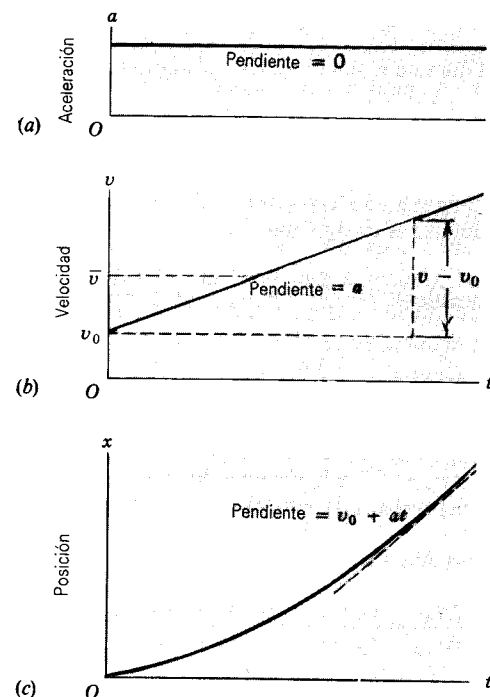 a
Aceleración
Pendiente = 0
(a)
O
v
Velocidad
v̅
Pendiente = a
v − v₀
v₀
(b)
O
t
x
Posición
Pendiente = v₀ + at
(c)
O
t